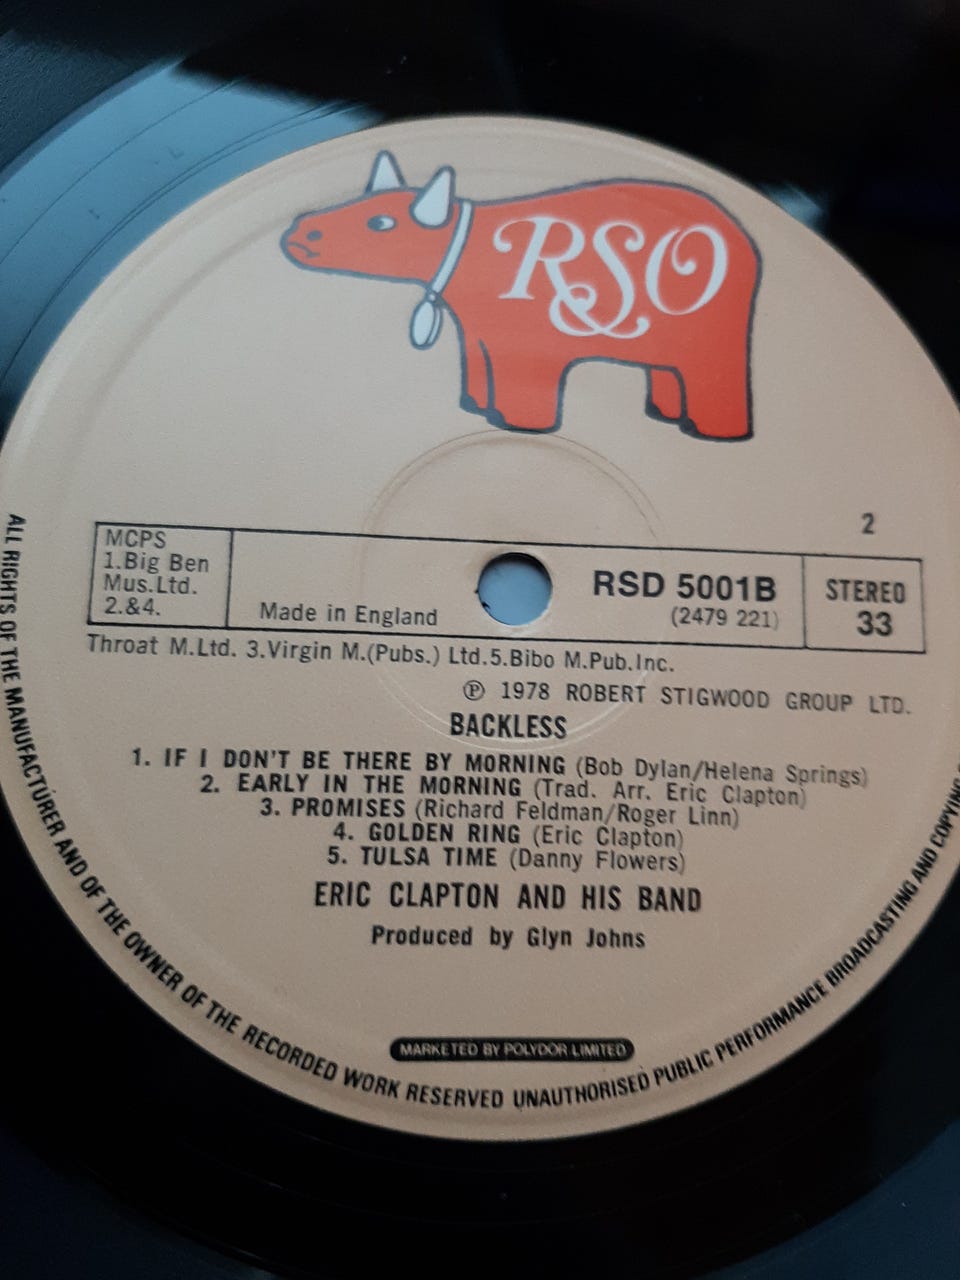 RSO
2
MCPS
1.Big Ben
Mus.Ltd.
2.&4.
Made in England
RSD 5001B
(2479 221)
STEREO
33
Throat M.Ltd. 3.Virgin M.(Pubs.) Ltd.5.Bibo M.Pub.Inc.
℗ 1978 ROBERT STIGWOOD GROUP LTD.
BACKLESS
1. IF I DON'T BE THERE BY MORNING (Bob Dylan/Helena Springs)
2. EARLY IN THE MORNING (Trad. Arr. Eric Clapton)
3. PROMISES (Richard Feldman/Roger Linn)
4. GOLDEN RING (Eric Clapton)
5. TULSA TIME (Danny Flowers)
ERIC CLAPTON AND HIS BAND
Produced by Glyn Johns
MARKETED BY POLYDOR LIMITED
ALL RIGHTS OF THE MANUFACTURER AND OF THE OWNER OF THE RECORDED WORK RESERVED UNAUTHORISED PUBLIC PERFORMANCE BROADCASTING AND COPYING